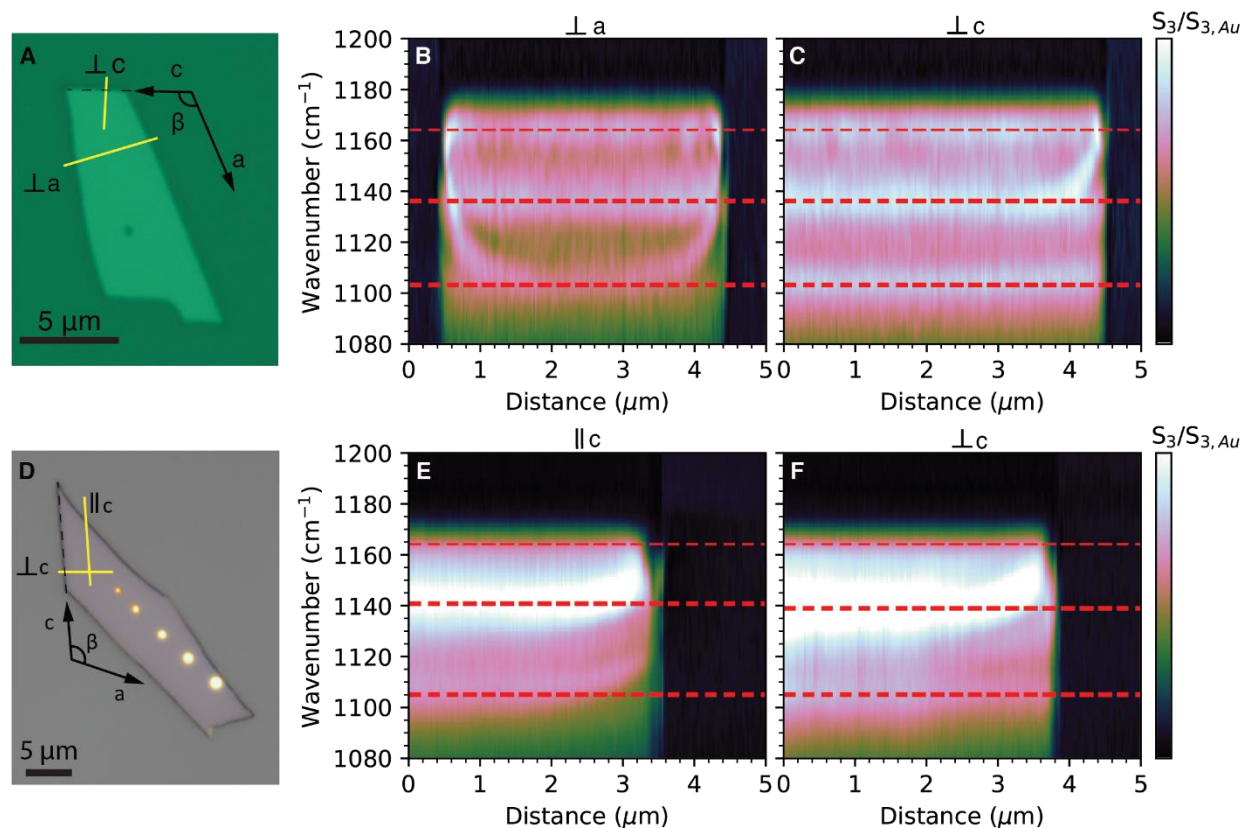 A
⊥c
c
β
a
⊥a
5 µm
⊥a
⊥c
S₃/S₃,Au
B
C
1200
1180
1160
1140
1120
1100
1080
Wavenumber (cm⁻¹)
0 1 2 3 4 5
0 1 2 3 4 5
Distance (µm)
Distance (µm)
D
||c
⊥c
c
β
a
5 µm
||c
⊥c
S₃/S₃,Au
E
F
1200
1180
1160
1140
1120
1100
1080
Wavenumber (cm⁻¹)
0 1 2 3 4 5
0 1 2 3 4 5
Distance (µm)
Distance (µm)